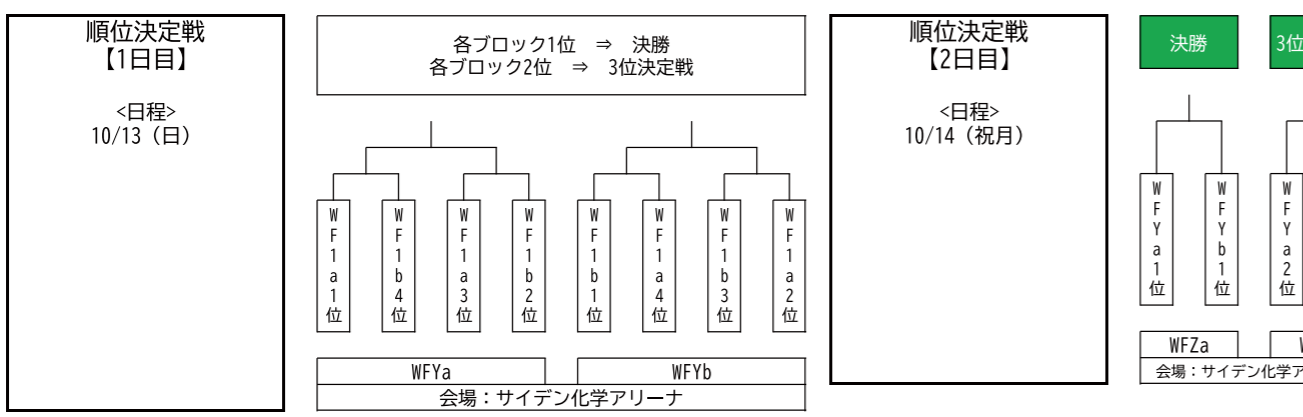 順位決定戦
【1日目】
<日程>
10/13（日）
各ブロック1位　⇒　決勝
各ブロック2位　⇒　3位決定戦
WF1a1位
WF1b4位
WF1a3位
WF1b2位
WF1b1位
WF1a4位
WF1b3位
WF1a2位
WFYa
WFYb
会場：サイデン化学アリーナ
順位決定戦
【2日目】
<日程>
10/14（祝月）
決勝
3位
WFYa1位
WFYb1位
WFYa2位
WFZa
会場：サイデン化学ア